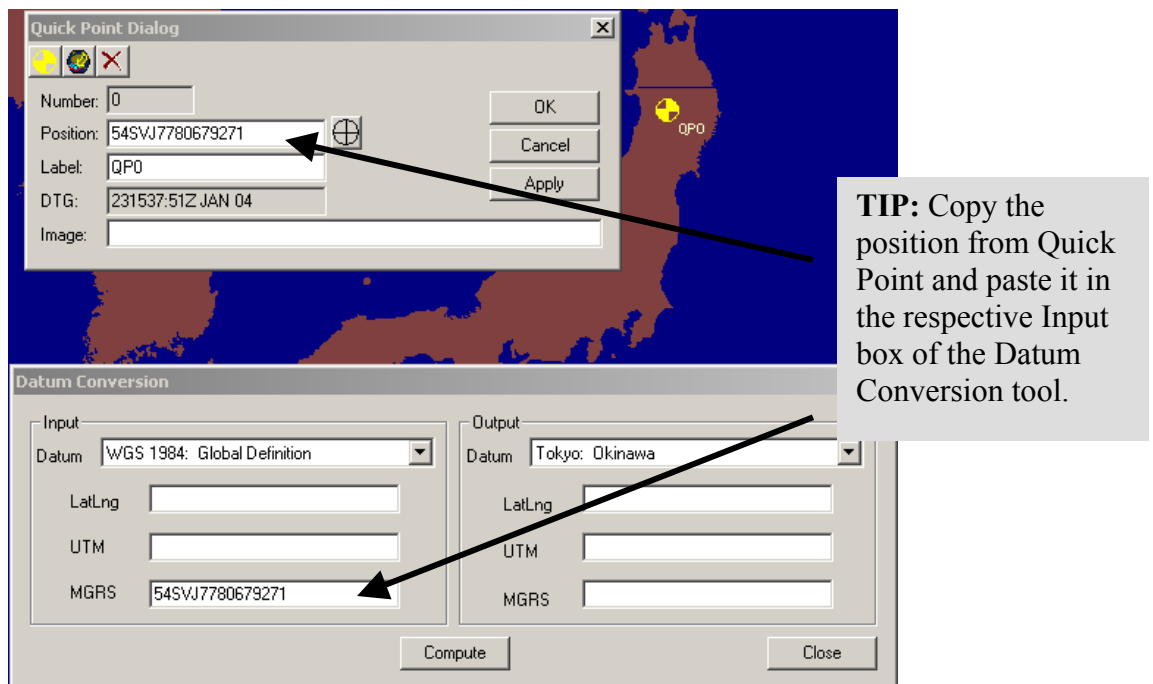 Quick Point Dialog
Number: 0
OK
Position: 54SVJ7780679271
Cancel
Label: QP0
Apply
DTG: 231537:51Z JAN 04
Image:
QP0
TIP: Copy the
position from Quick
Point and paste it in
the respective Input
box of the Datum
Conversion tool.
Datum Conversion
Input
Datum WGS 1984: Global Definition
LatLng
UTM
MGRS 54SVJ7780679271
Output
Datum Tokyo: Okinawa
LatLng
UTM
MGRS
Compute
Close